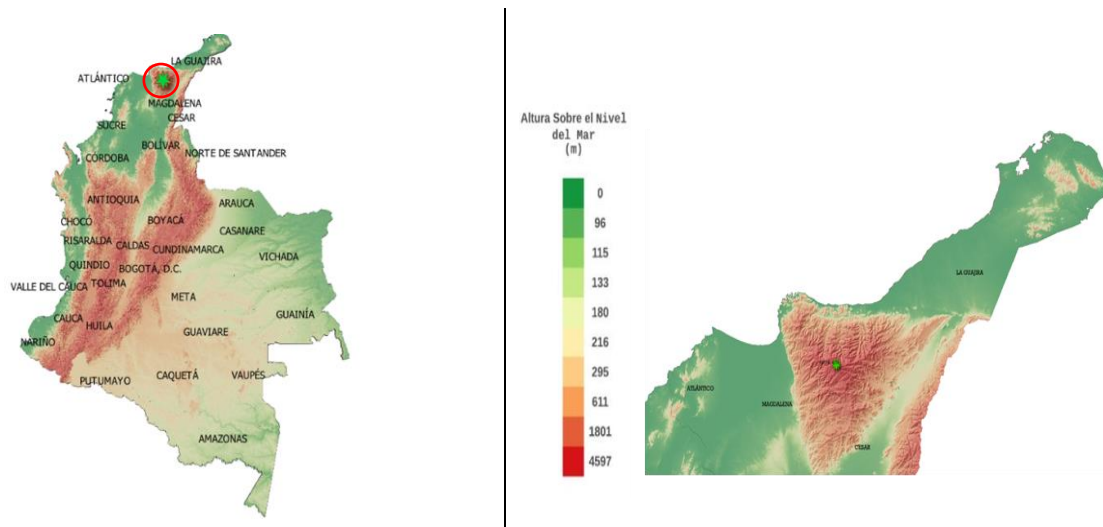 LA GUAJIRA
ATLÁNTICO
MAGDALENA
CESAR
SUCRE
BOLÍVAR
NORTE DE SANTANDER
CÓRDOBA
ANTIOQUIA
ARAUCA
CHOCÓ
BOYACÁ
CASANARE
RISARALDA
CALDAS
CUNDINAMARCA
VICHADA
QUINDIO
BOGOTÁ, D.C.
VALLE DEL CAUCA
TOLIMA
META
CAUCA
HUILA
GUAINÍA
NARIÑO
GUAVIARE
PUTUMAYO
CAQUETÁ
VAUPÉS
AMAZONAS
Altura Sobre el Nivel
del Mar
(m)
0
96
115
133
180
216
295
611
1801
4597
LA GUAJIRA
ATLÁNTICO
MAGDALENA
CESAR